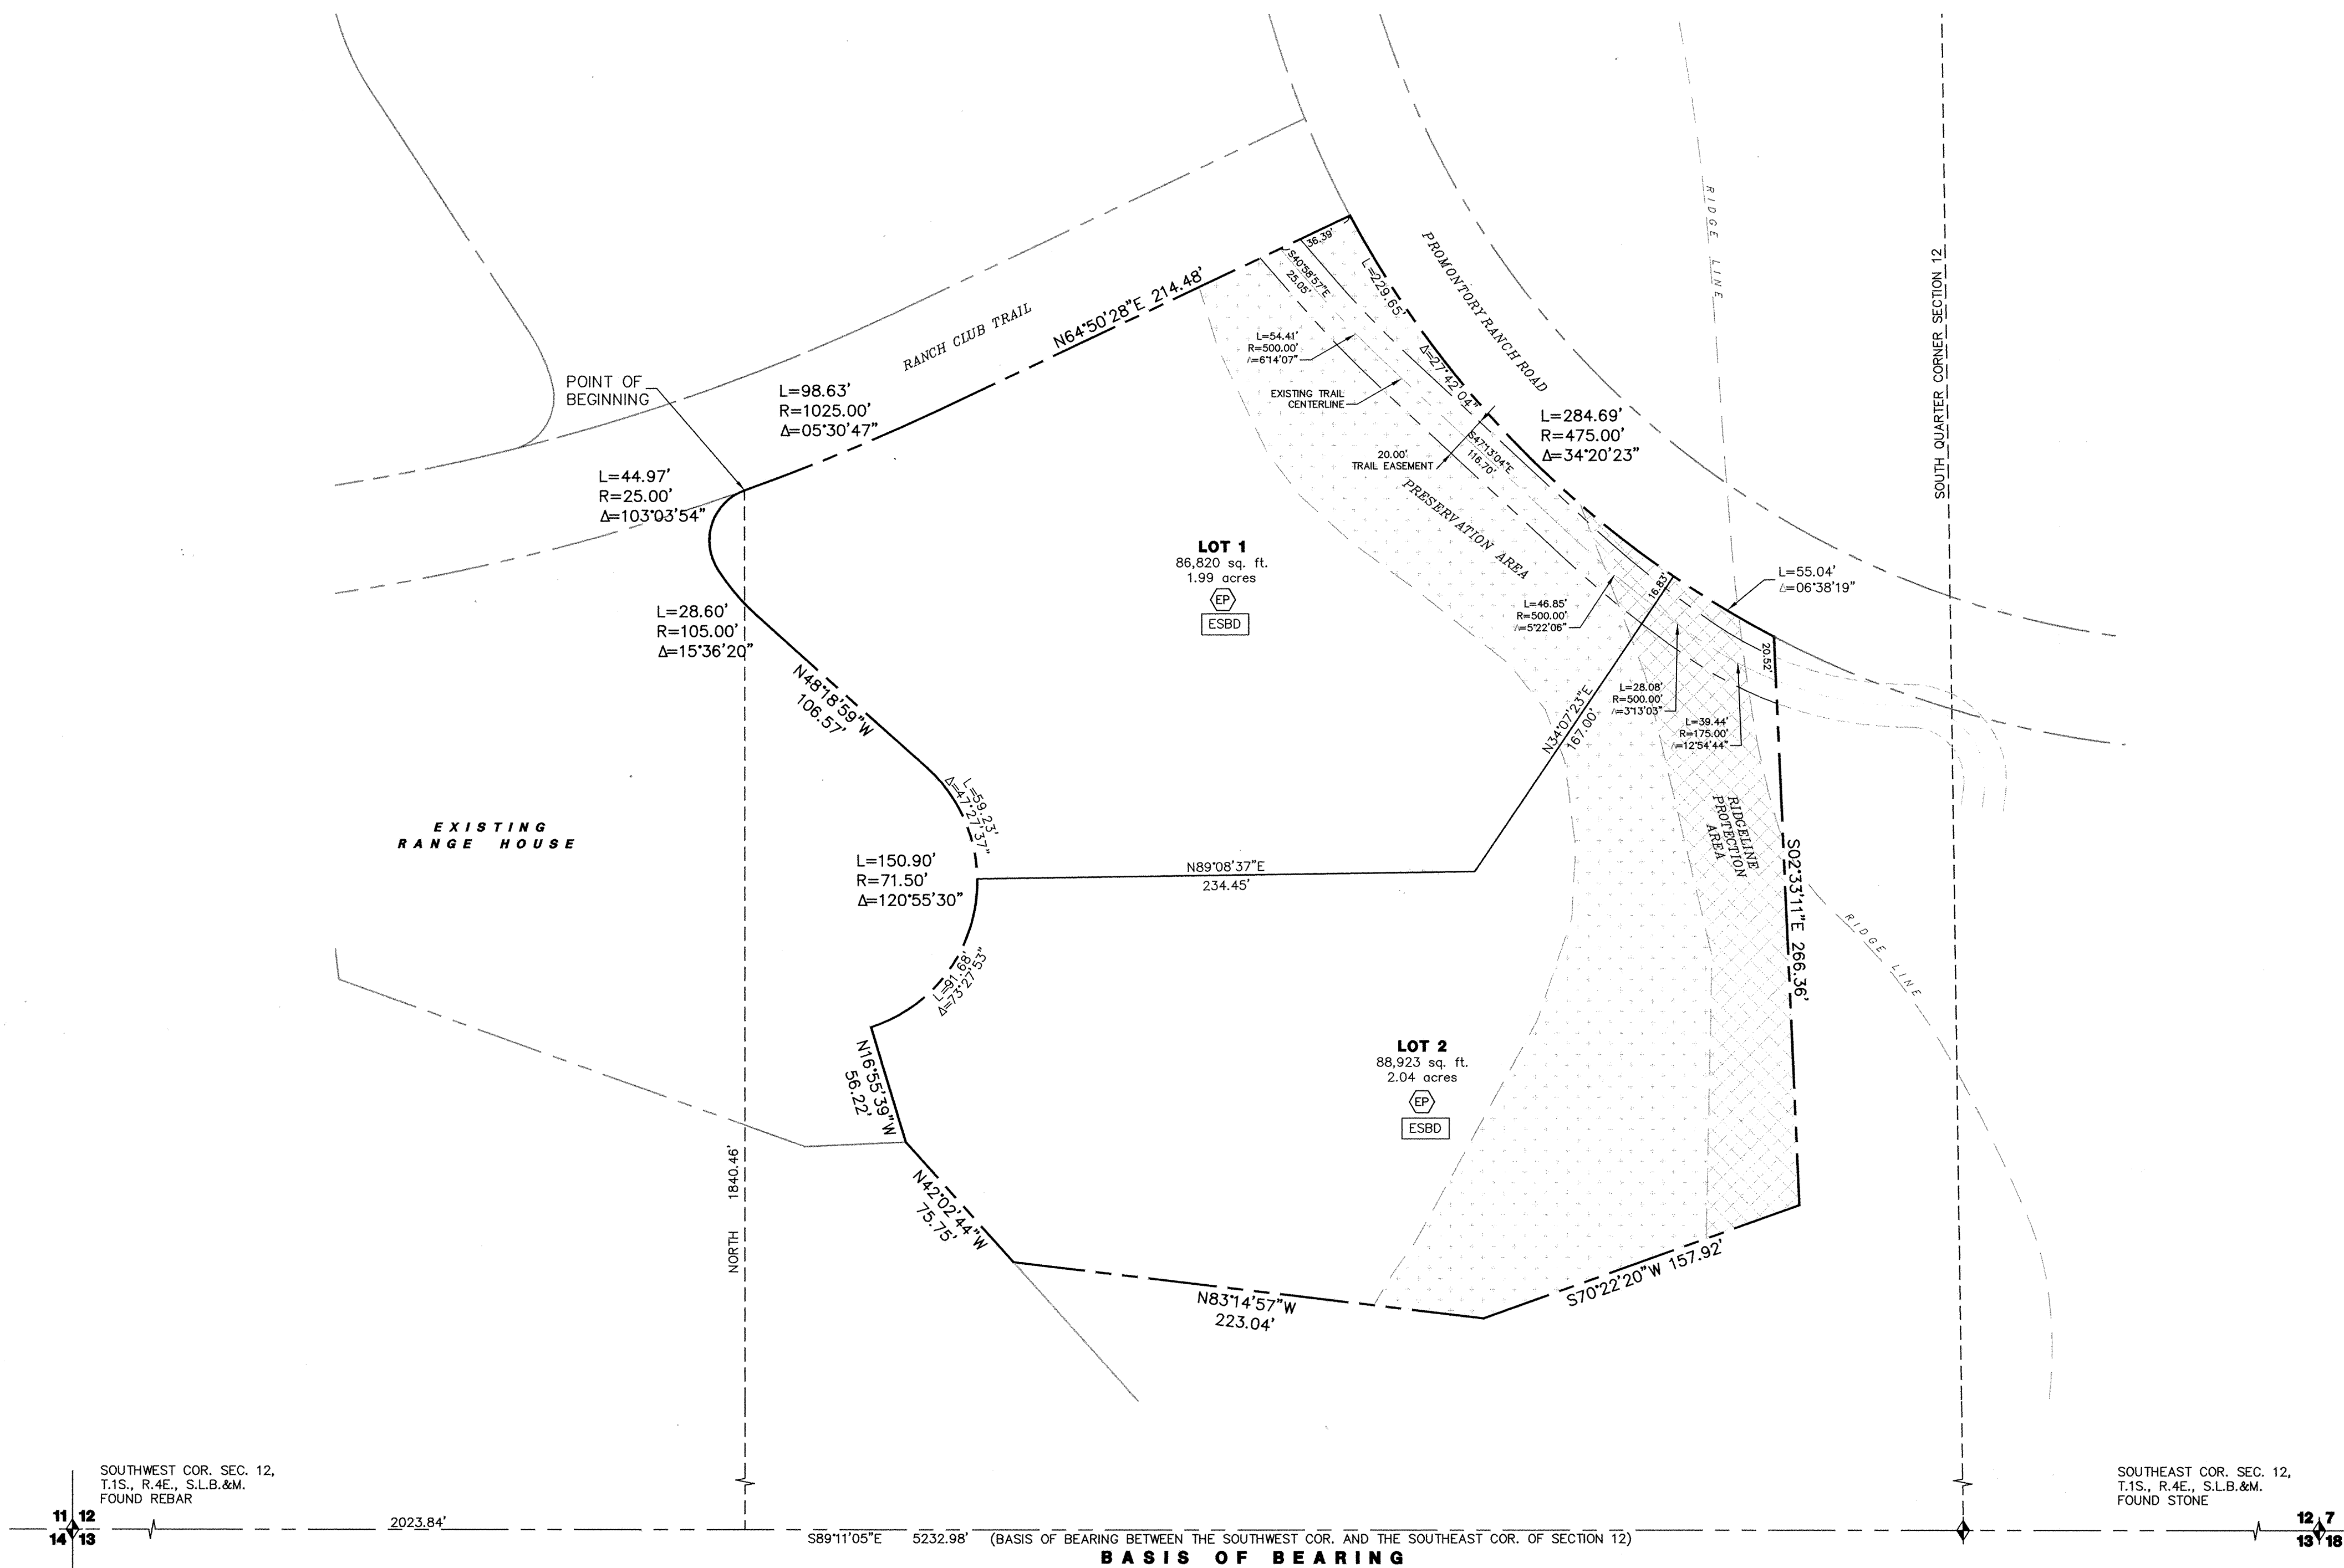 RIDGE LINE
SOUTH QUARTER CORNER SECTION 12
PROMONTORY RANCH ROAD
36.39'
S40°58'57"E
25.05'
L=229.65'
Δ=27°42'04"
N64°50'28"E 214.48'
RANCH CLUB TRAIL
L=54.41'
R=500.00'
Δ=6°14'07"
EXISTING TRAIL
CENTERLINE
POINT OF
BEGINNING
L=98.63'
R=1025.00'
Δ=05°30'47"
L=284.69'
R=475.00'
Δ=34°20'23"
S47°13'04"E
116.70'
20.00'
TRAIL EASEMENT
L=44.97'
R=25.00'
Δ=103°03'54"
PRESERVATION AREA
LOT 1
86,820 sq. ft.
1.99 acres
EP
ESBD
16.83'
L=55.04'
Δ=06°38'19"
L=46.85'
R=500.00'
Δ=5°22'06"
L=28.60'
R=105.00'
Δ=15°36'20"
20.52'
N48°18'59"W
106.57'
L=28.08'
R=500.00'
Δ=3°13'03"
L=39.44'
R=175.00'
Δ=12°54'44"
N34°07'23"E
167.00'
L=59.23'
Δ=47°27'37"
EXISTING
RANGE HOUSE
RIDGELINE
PROTECTION
AREA
L=150.90'
R=71.50'
Δ=120°55'30"
N89°08'37"E
234.45'
S02°33'11"E 266.36'
RIDGE LINE
L=91.68'
Δ=73°27'53"
LOT 2
88,923 sq. ft.
2.04 acres
EP
ESBD
N16°55'39"W
56.22'
NORTH 1840.46'
N42°02'44"W
75.75'
S70°22'20"W 157.92'
N83°14'57"W
223.04'
SOUTHWEST COR. SEC. 12,
T.1S., R.4E., S.L.B.&M.
FOUND REBAR
SOUTHEAST COR. SEC. 12,
T.1S., R.4E., S.L.B.&M.
FOUND STONE
11 12
14 13
2023.84'
S89°11'05"E 5232.98' (BASIS OF BEARING BETWEEN THE SOUTHWEST COR. AND THE SOUTHEAST COR. OF SECTION 12)
12 7
13 18
BASIS OF BEARING